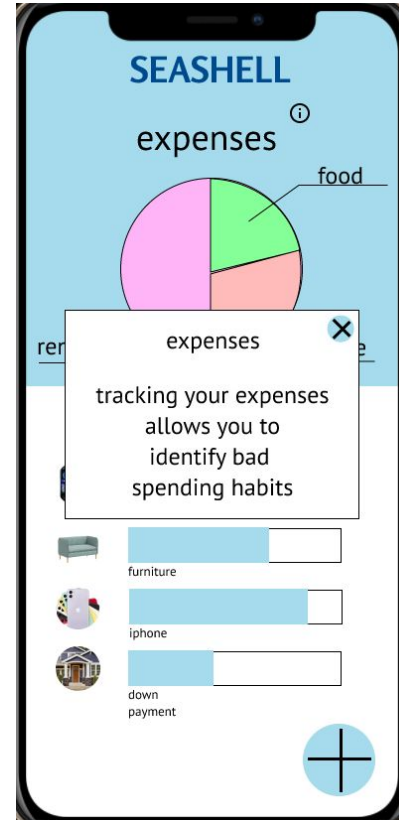 SEASHELL
expenses
food
expenses
tracking your expenses
allows you to
identify bad
spending habits
furniture
iphone
down
payment